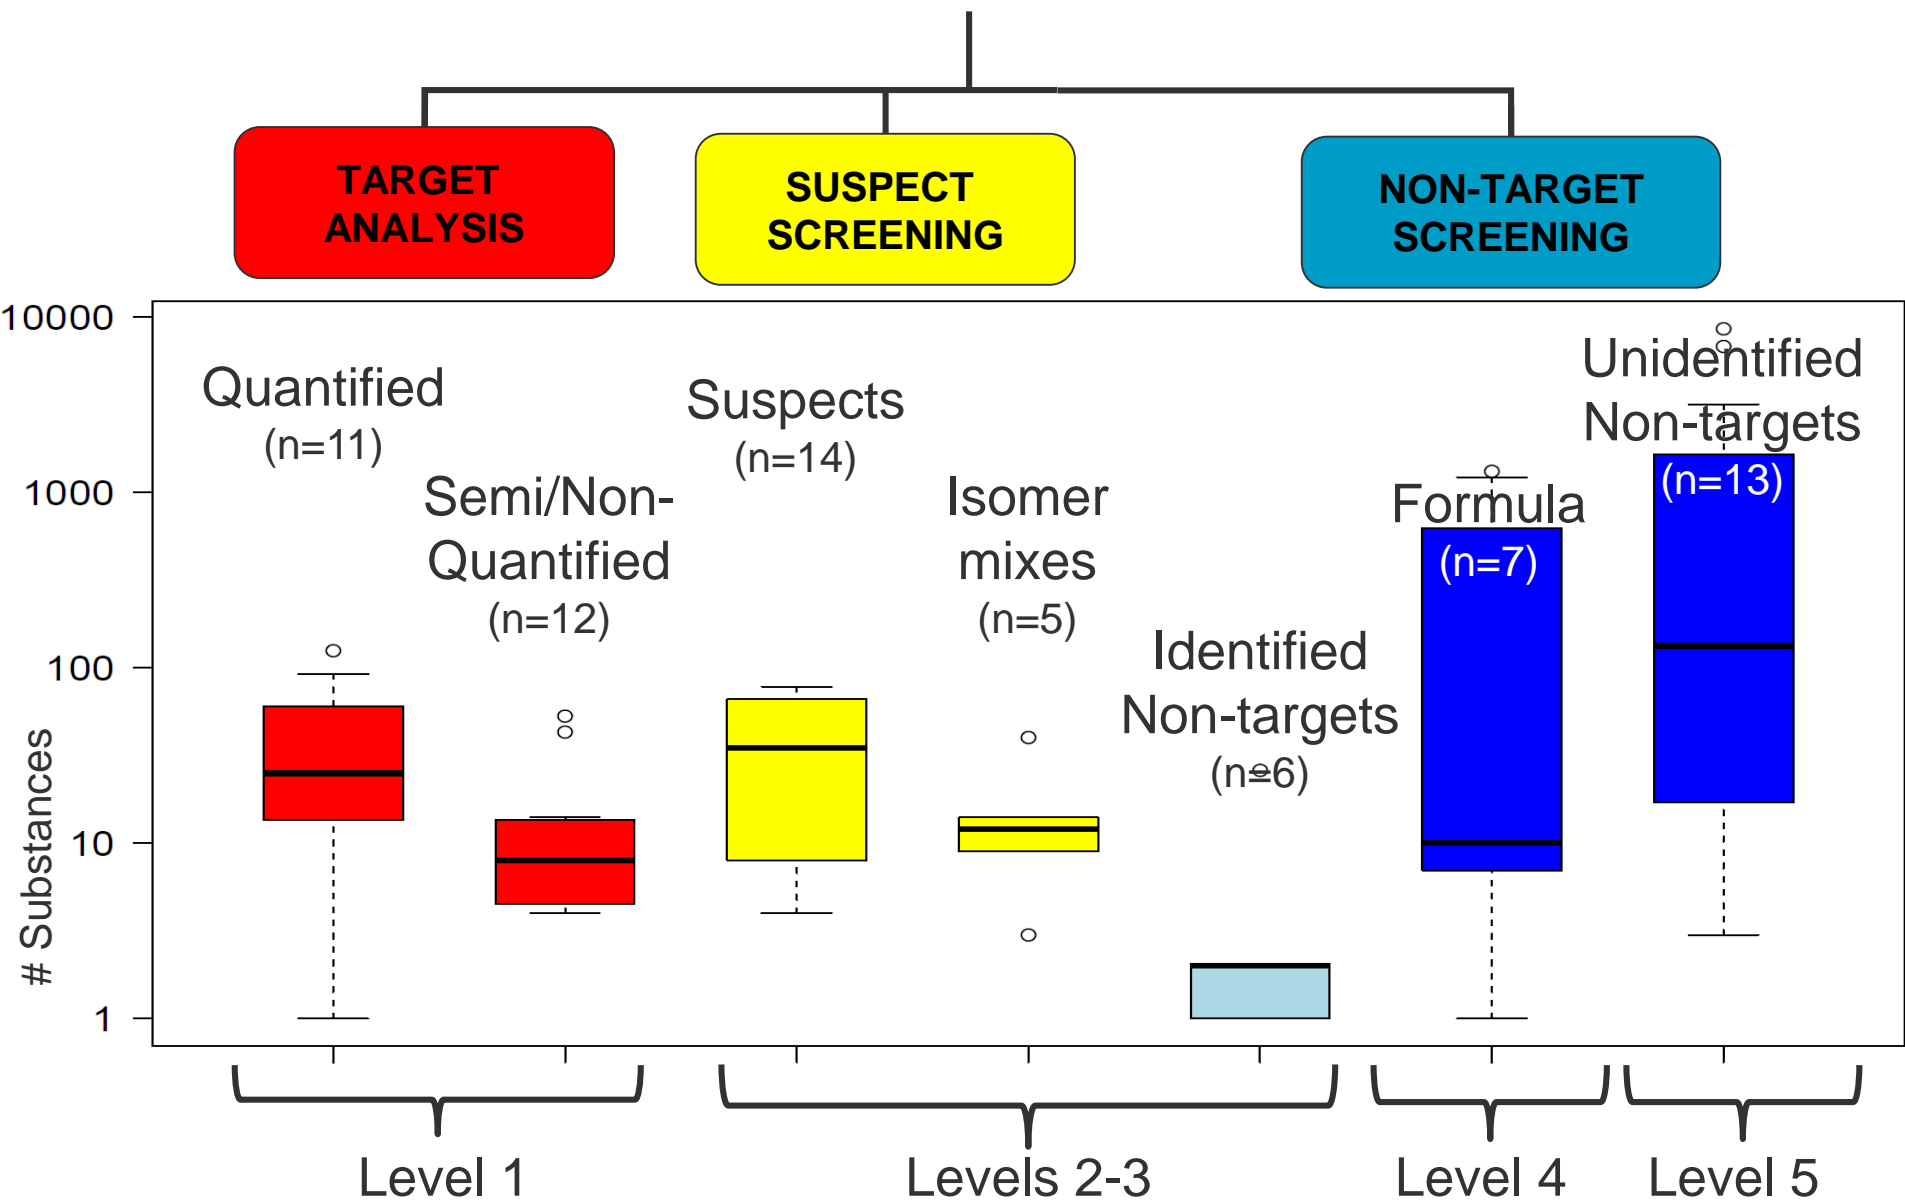 TARGET
ANALYSIS
SUSPECT
SCREENING
NON-TARGET
SCREENING
10000
1000
100
10
1
# Substances
Quantified
(n=11)
Semi/Non-
Quantified
(n=12)
Suspects
(n=14)
Isomer
mixes
(n=5)
Identified
Non-targets
(n=6)
Formula
(n=7)
Unidentified
Non-targets
(n=13)
Level 1
Levels 2-3
Level 4
Level 5